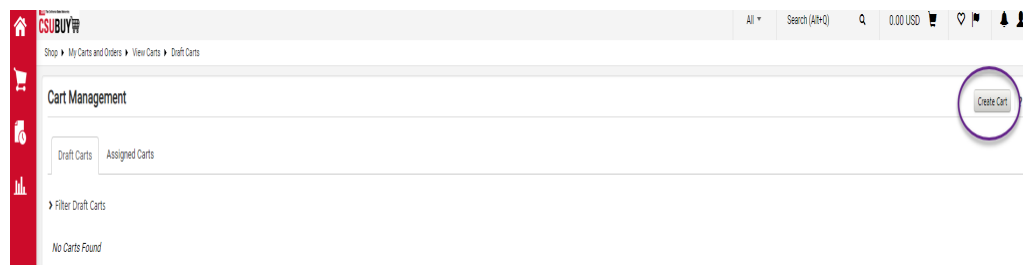 CSUBUY
All Search (Alt+Q) 0.00 USD
Shop My Carts and Orders View Carts Draft Carts
Cart Management
Create Cart
Draft Carts Assigned Carts
Filter Draft Carts
No Carts Found